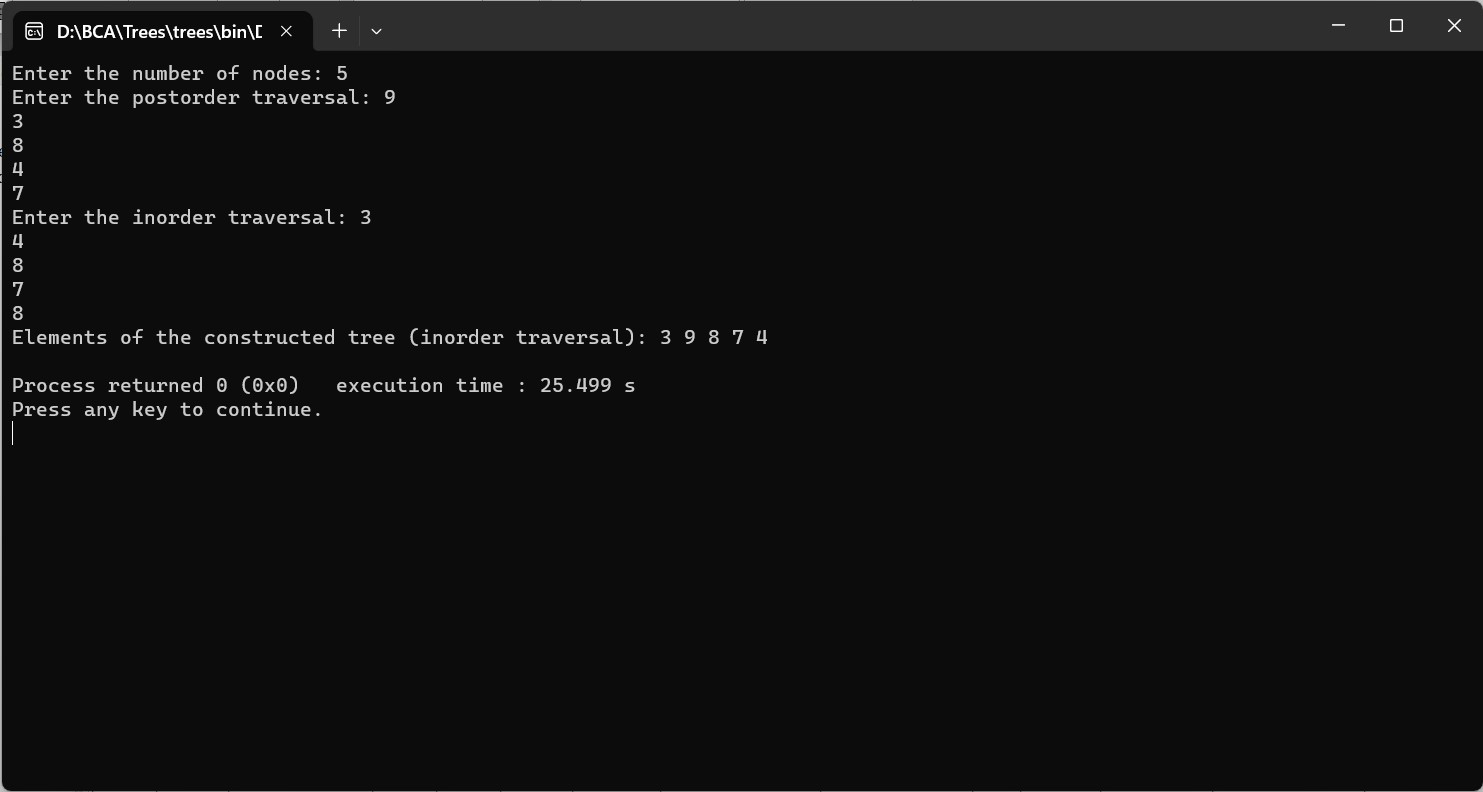 D:\BCA\Trees\trees\bin\D
Enter the number of nodes: 5
Enter the postorder traversal: 9
3
8
4
7
Enter the inorder traversal: 3
4
8
7
8
Elements of the constructed tree (inorder traversal): 3 9 8 7 4
Process returned 0 (0x0)   execution time : 25.499 s
Press any key to continue.